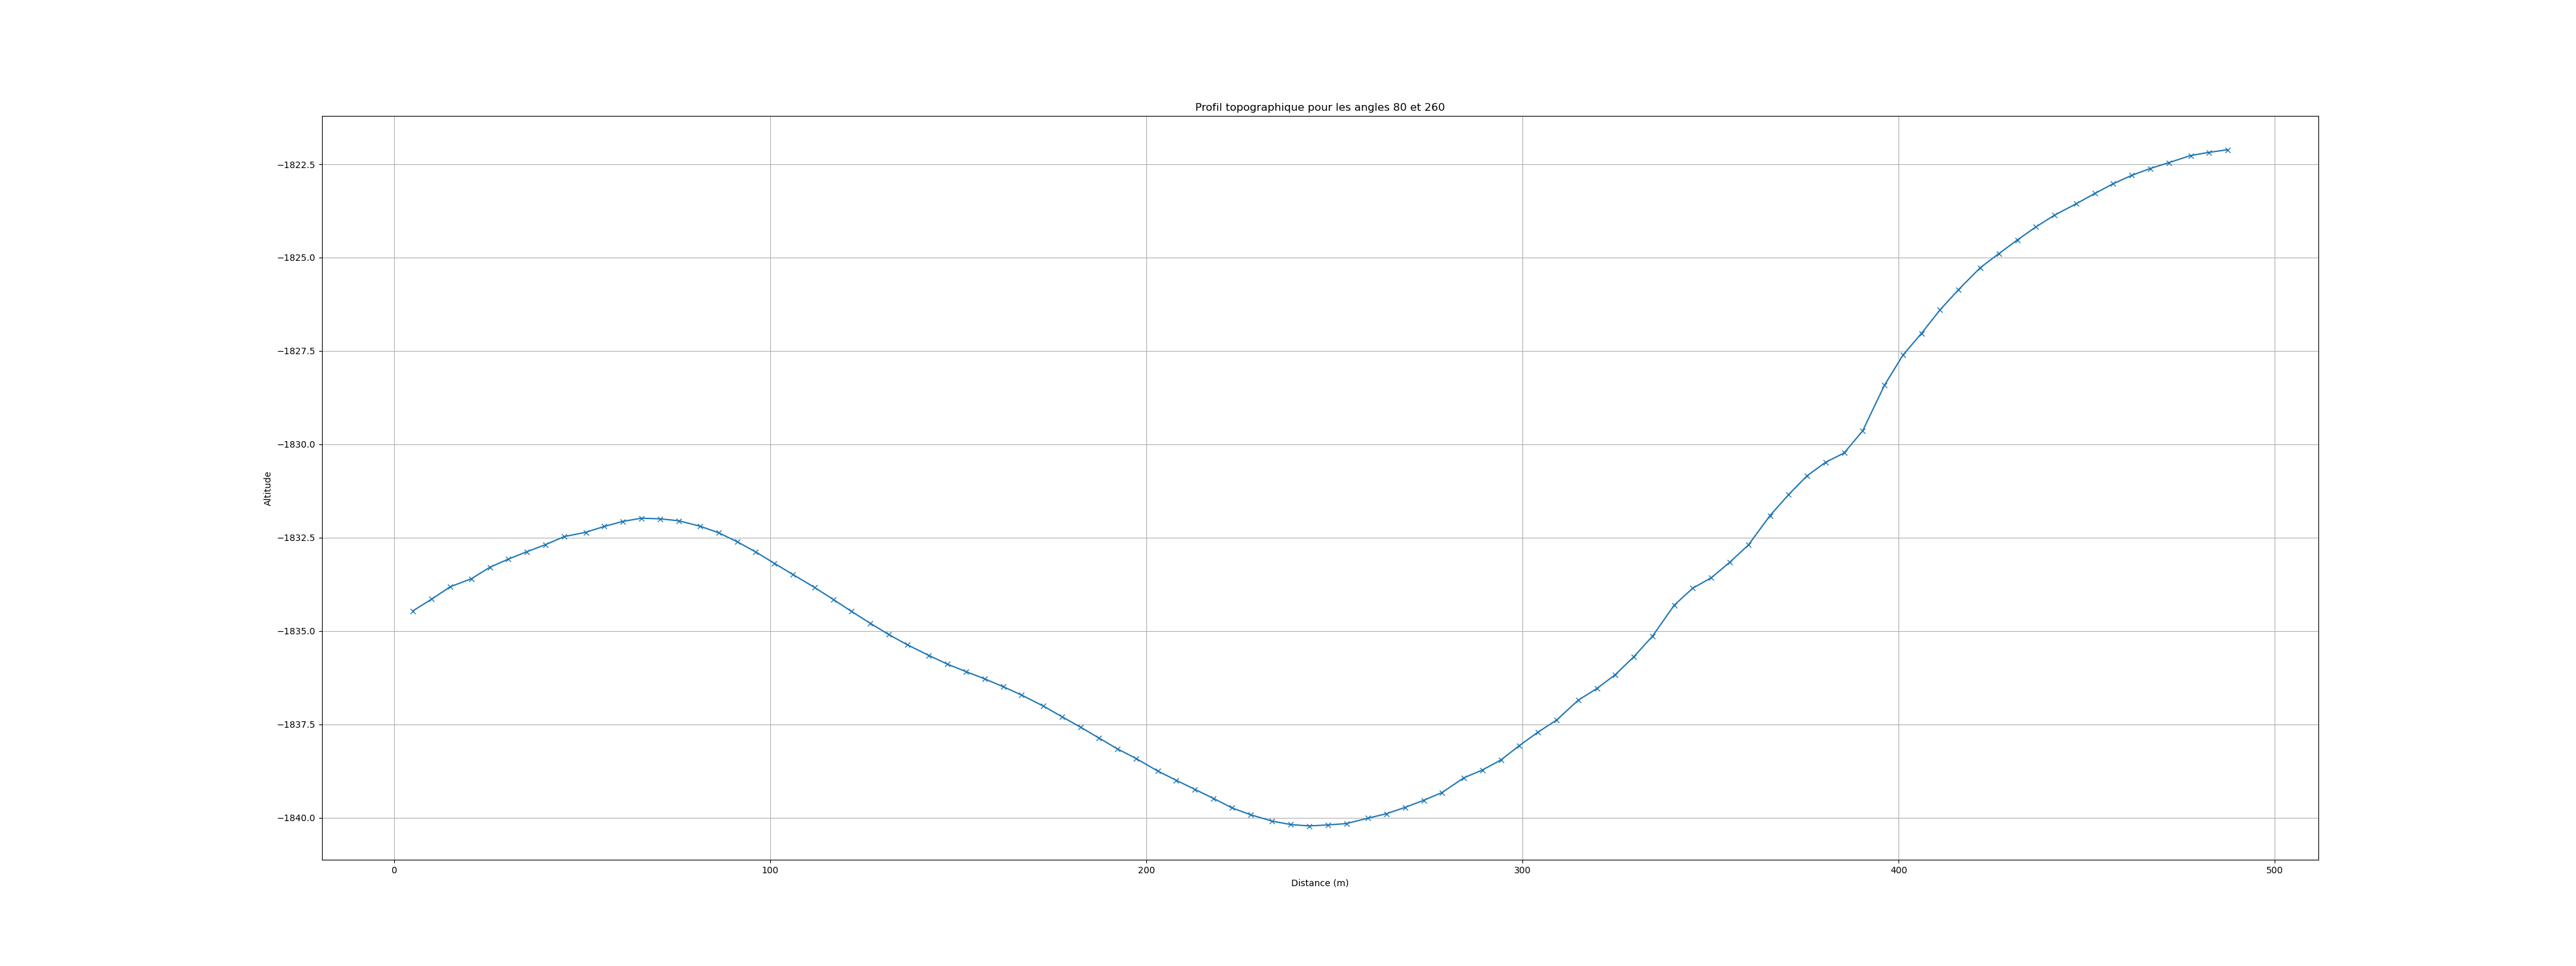 Profil topographique pour les angles 80 et 260
−1822.5
−1825.0
−1827.5
−1830.0
−1832.5
−1835.0
−1837.5
−1840.0
Altitude
0 100 200 300 400 500
Distance (m)